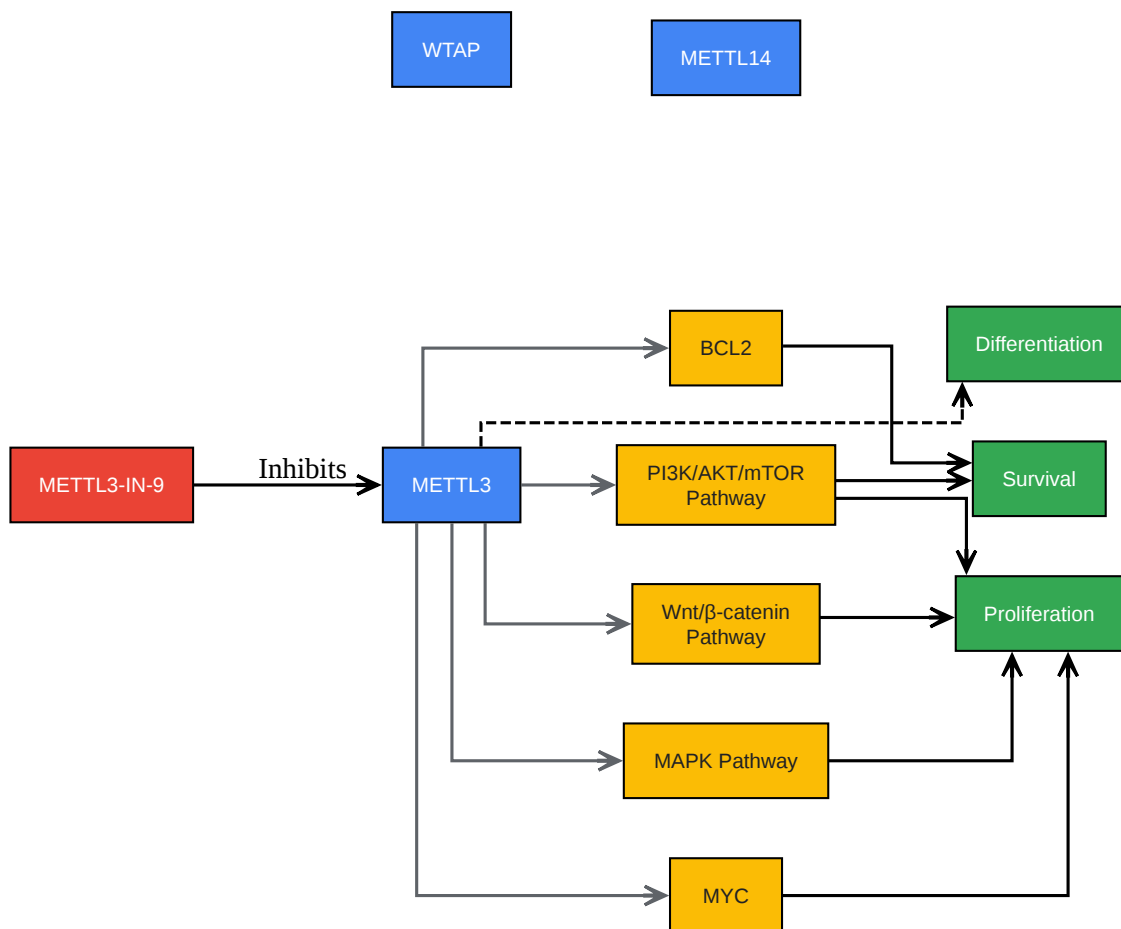 WTAP
METTL14
BCL2
Differentiation
METTL3-IN-9
Inhibits
METTL3
PI3K/AKT/mTOR
Pathway
Survival
Wnt/β-catenin
Pathway
Proliferation
MAPK Pathway
MYC